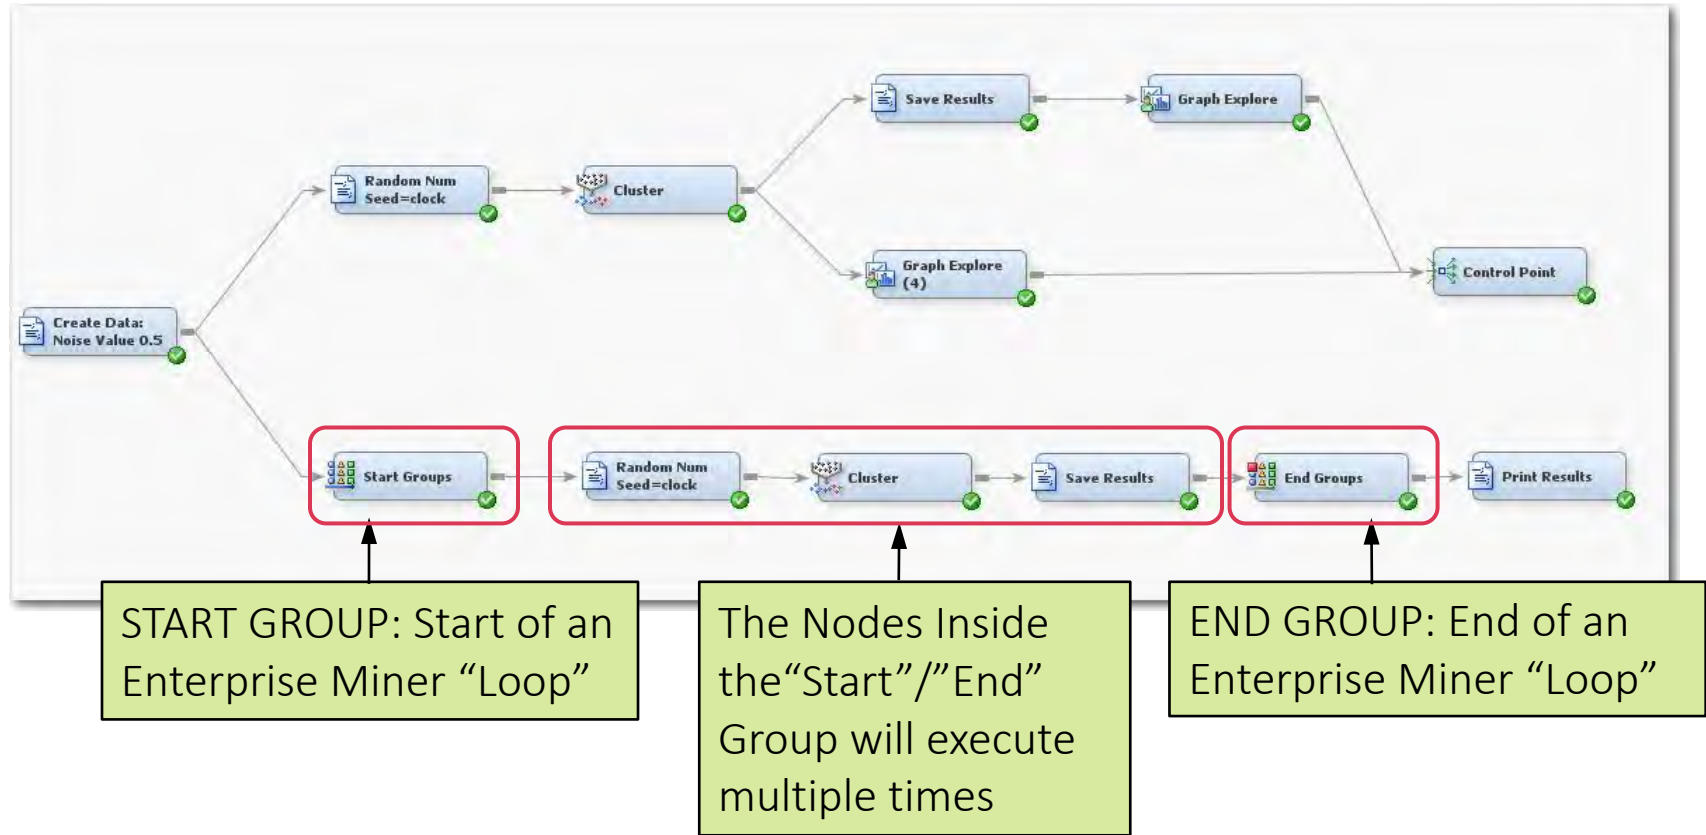 Save Results
Graph Explore
Random Num
Seed=clock
Cluster
Graph Explore
(4)
Control Point
Create Data:
Noise Value 0.5
Start Groups
Random Num
Seed=clock
Cluster
Save Results
End Groups
Print Results
START GROUP: Start of an
Enterprise Miner “Loop”
The Nodes Inside
the“Start”/”End”
Group will execute
multiple times
END GROUP: End of an
Enterprise Miner “Loop”